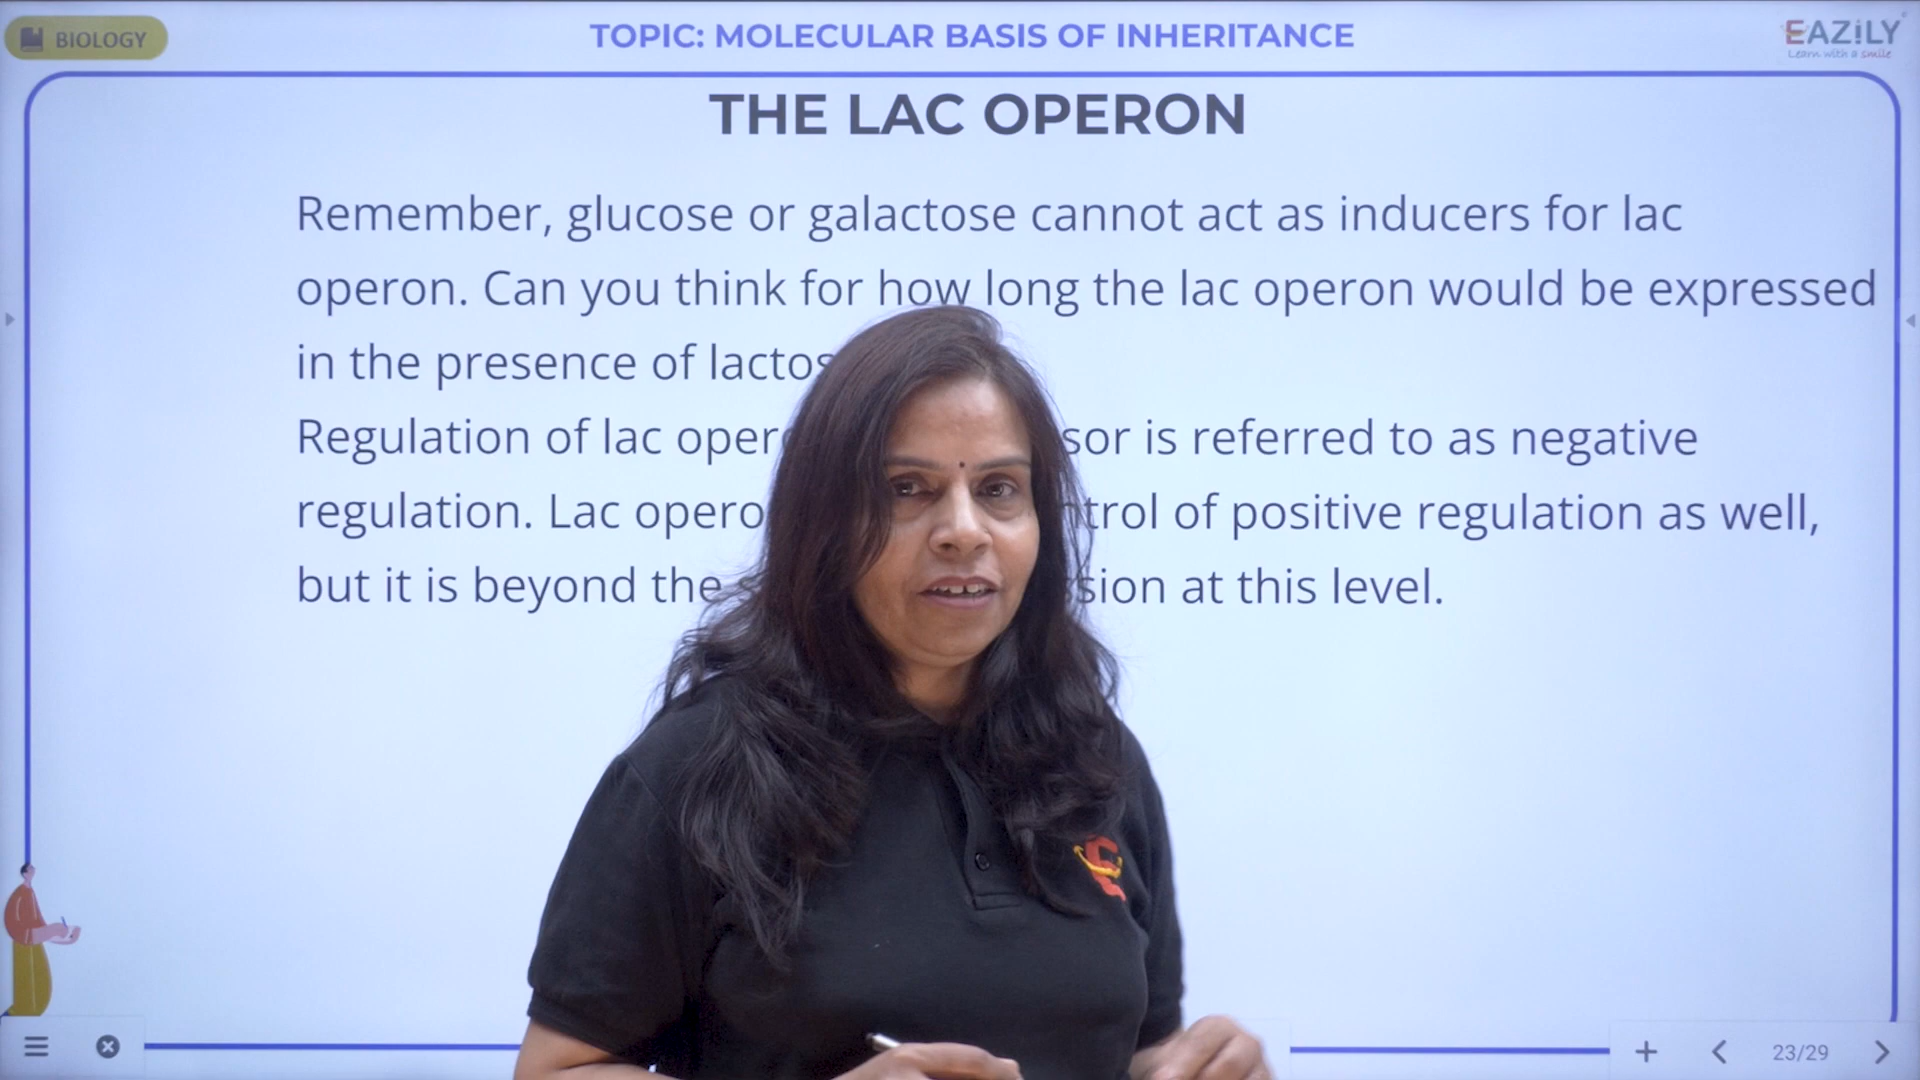 BIOLOGY
TOPIC: MOLECULAR BASIS OF INHERITANCE
EAZiLY
Learn with a smile
THE LAC OPERON
Remember, glucose or galactose cannot act as inducers for lac
operon. Can you think for how long the lac operon would be expressed
in the presence of lactos
Regulation of lac oper sor is referred to as negative
regulation. Lac opero trol of positive regulation as well,
but it is beyond the sion at this level.
23/29